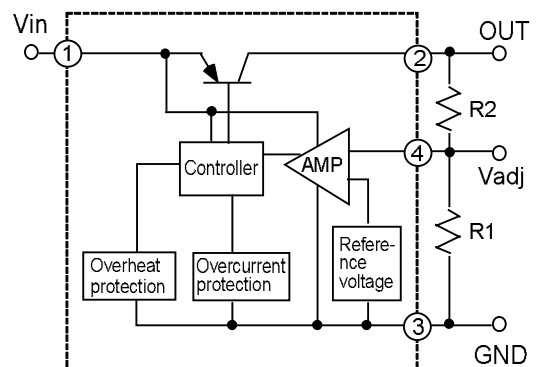 Vin
1
2
OUT
R2
Controller
AMP
4
Vadj
Overheat
protection
Overcurrent
protection
Refere-
nce
voltage
R1
3
GND